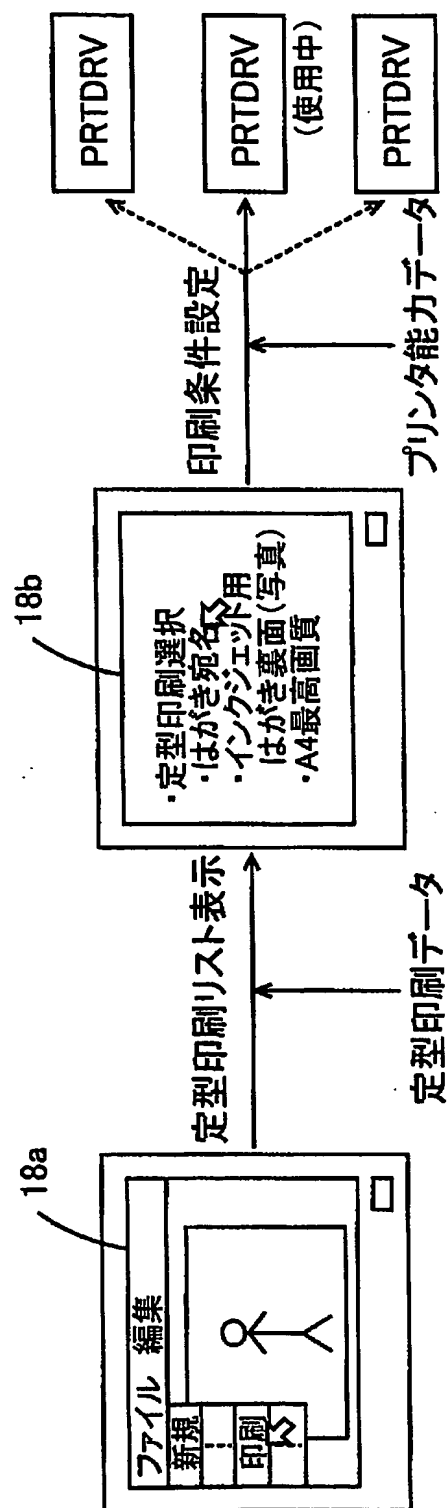 18a
ファイル 編集
新規
印刷
定型印刷リスト表示
定型印刷データ
18b
・定型印刷選択
・はがき宛名
・インクジェット用
はがき裏面(写真)
・A4最高画質
印刷条件設定
プリンタ能力データ
PRTDRV
PRTDRV
(使用中)
PRTDRV